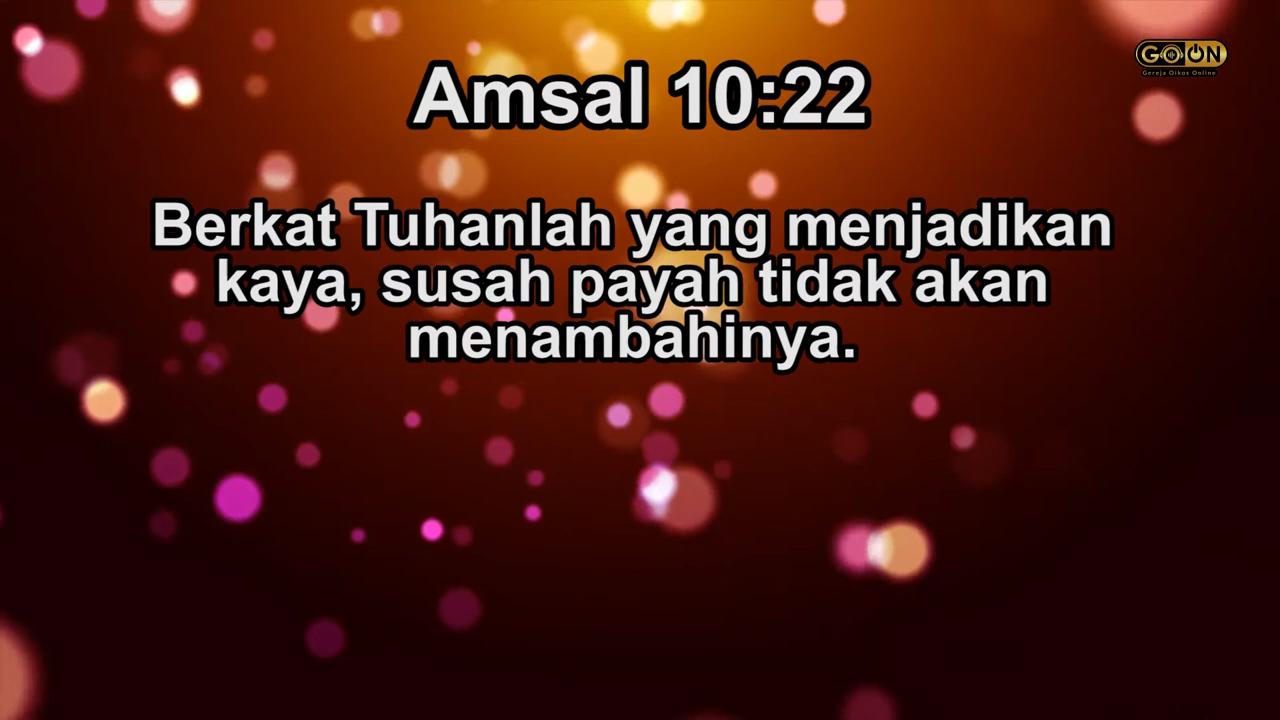 GOON
Gereja Oikos Online
Amsal 10:22
Berkat Tuhanlah yang menjadikan
kaya, susah payah tidak akan
menambahinya.